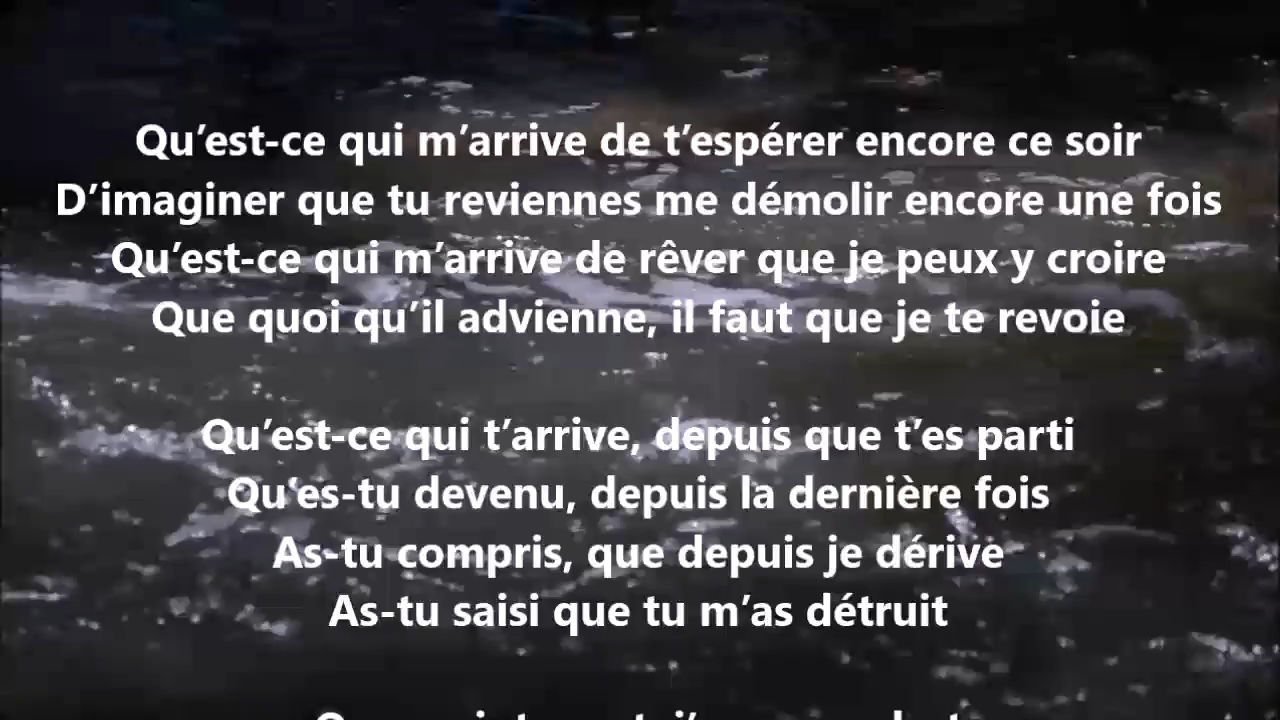 Qu’est-ce qui m’arrive de t’espérer encore ce soir
D’imaginer que tu reviennes me démolir encore une fois
Qu’est-ce qui m’arrive de rêver que je peux y croire
Que quoi qu’il advienne, il faut que je te revoie
Qu’est-ce qui t’arrive, depuis que t’es parti
Qu’es-tu devenu, depuis la dernière fois
As-tu compris, que depuis je dérive
As-tu saisi que tu m’as détruit